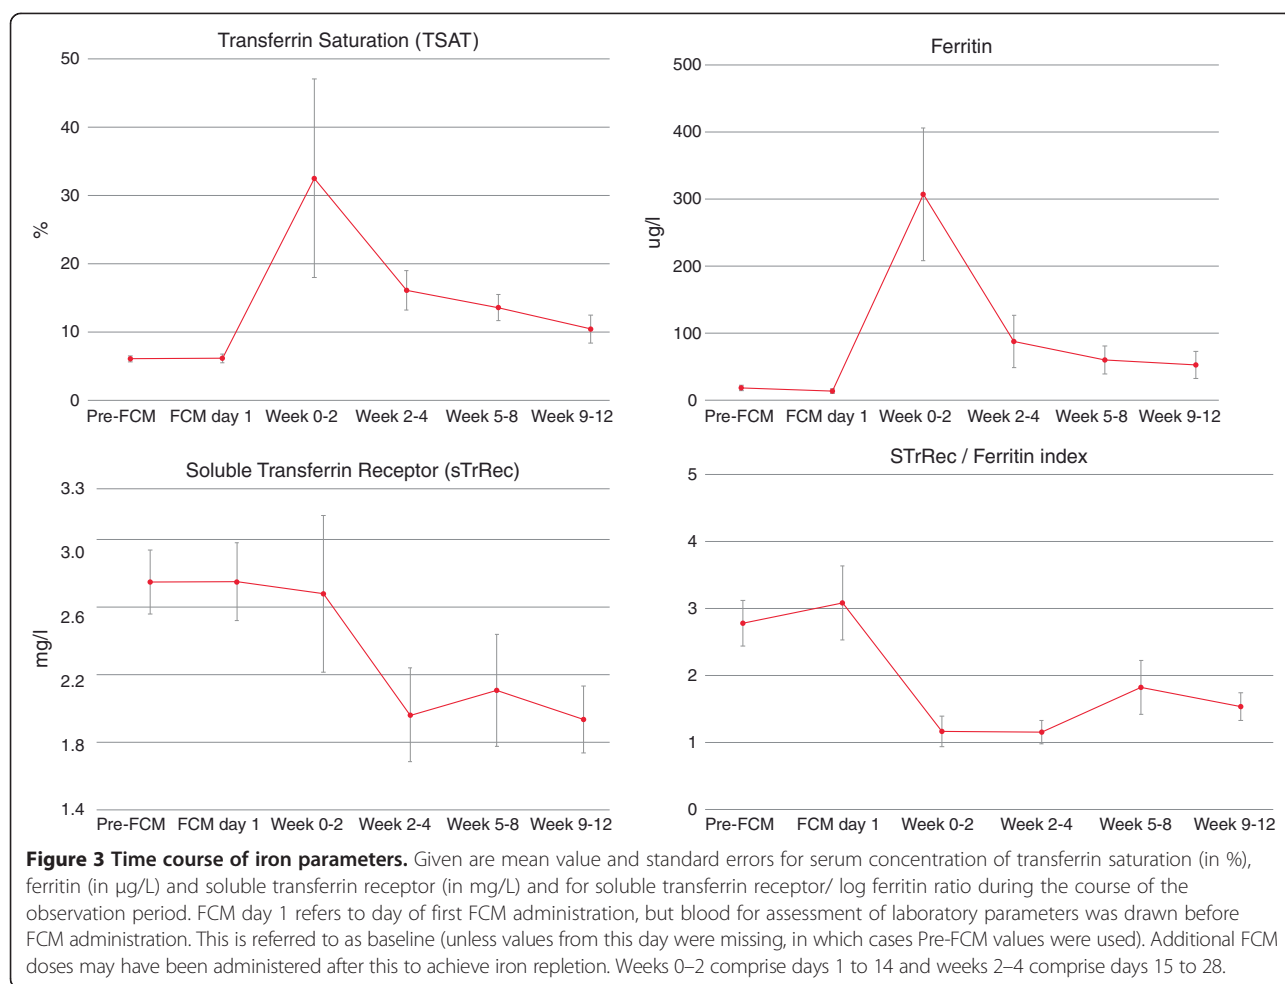 Transferrin Saturation (TSAT)
50
40
30
20
10
0
%
Pre-FCM FCM day 1 Week 0-2 Week 2-4 Week 5-8 Week 9-12
Ferritin
500
400
300
200
100
0
ug/l
Pre-FCM FCM day 1 Week 0-2 Week 2-4 Week 5-8 Week 9-12
Soluble Transferrin Receptor (sTrRec)
3.3
3.0
2.6
2.2
1.8
1.4
mg/l
Pre-FCM FCM day 1 Week 0-2 Week 2-4 Week 5-8 Week 9-12
STrRec / Ferritin index
5
4
3
2
1
0
Pre-FCM FCM day 1 Week 0-2 Week 2-4 Week 5-8 Week 9-12
Figure 3 Time course of iron parameters. Given are mean value and standard errors for serum concentration of transferrin saturation (in %),
ferritin (in μg/L) and soluble transferrin receptor (in mg/L) and for soluble transferrin receptor/ log ferritin ratio during the course of the
observation period. FCM day 1 refers to day of first FCM administration, but blood for assessment of laboratory parameters was drawn before
FCM administration. This is referred to as baseline (unless values from this day were missing, in which cases Pre-FCM values were used). Additional FCM
doses may have been administered after this to achieve iron repletion. Weeks 0–2 comprise days 1 to 14 and weeks 2–4 comprise days 15 to 28.